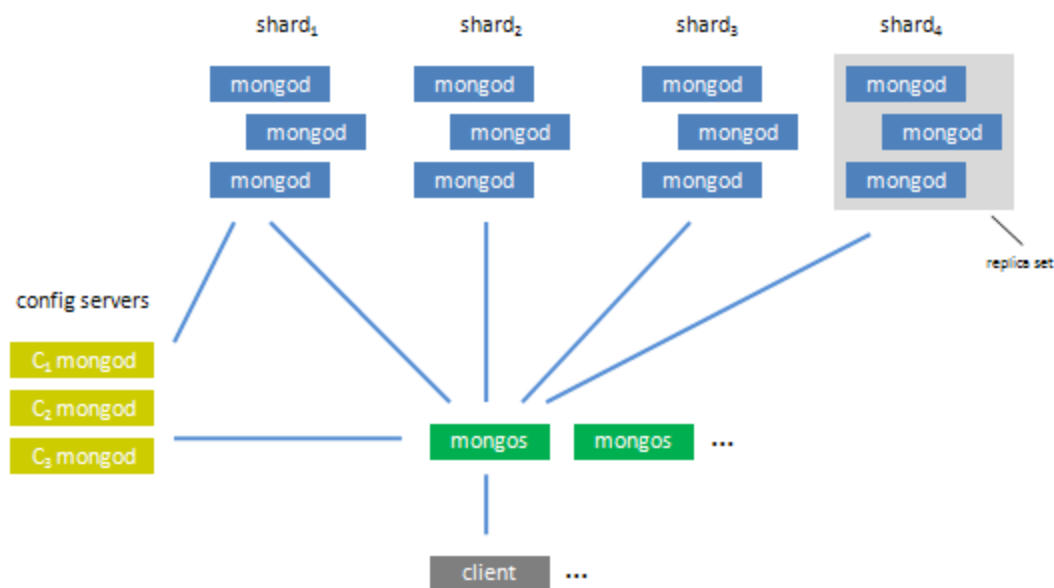 shard₁ shard₂ shard₃ shard₄
mongod mongod mongod mongod
mongod mongod mongod mongod
mongod mongod mongod mongod
replica set
config servers
C₁ mongod
C₂ mongod
mongos mongos ...
C₃ mongod
client ...